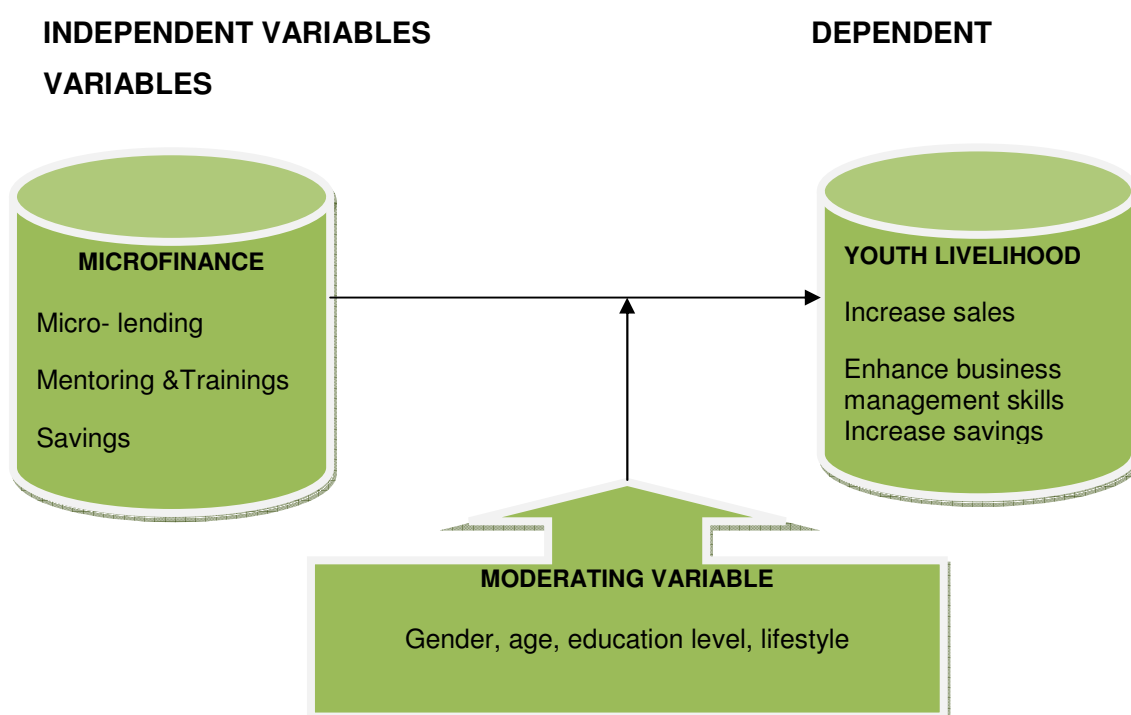 INDEPENDENT VARIABLES DEPENDENT
VARIABLES
MICROFINANCE
Micro- lending
Mentoring &Trainings
Savings
YOUTH LIVELIHOOD
Increase sales
Enhance business
management skills
Increase savings
MODERATING VARIABLE
Gender, age, education level, lifestyle